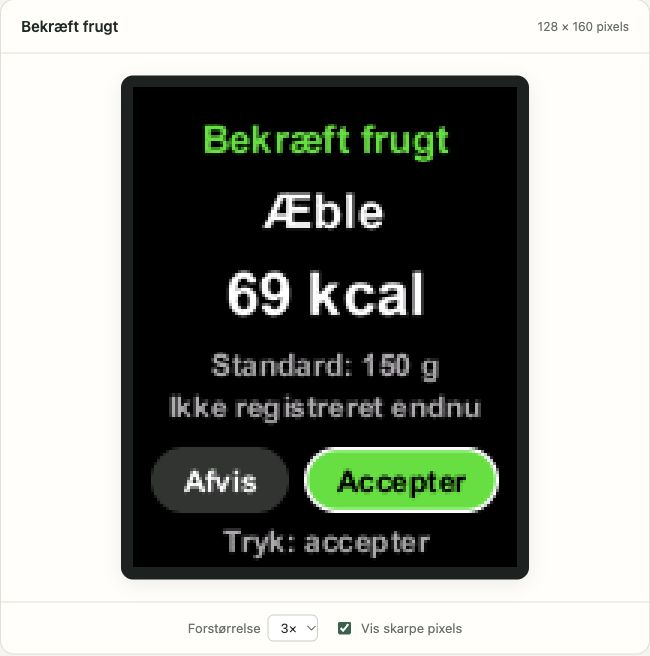 Bekræft frugt
128 × 160 pixels
Bekræft frugt
Æble
69 kcal
Standard: 150 g
Ikke registreret endnu
Afvis
Accepter
Tryk: accepter
Forstørrelse 3× Vis skarpe pixels